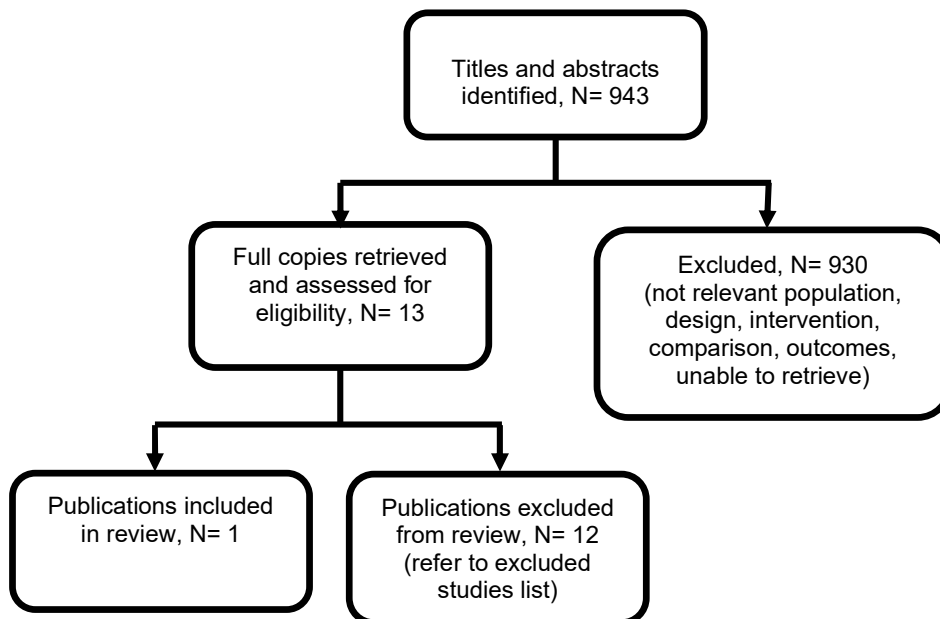 Titles and abstracts
identified, N= 943
Full copies retrieved
and assessed for
eligibility, N= 13
Excluded, N= 930
(not relevant population,
design, intervention,
comparison, outcomes,
unable to retrieve)
Publications included
in review, N= 1
Publications excluded
from review, N= 12
(refer to excluded
studies list)